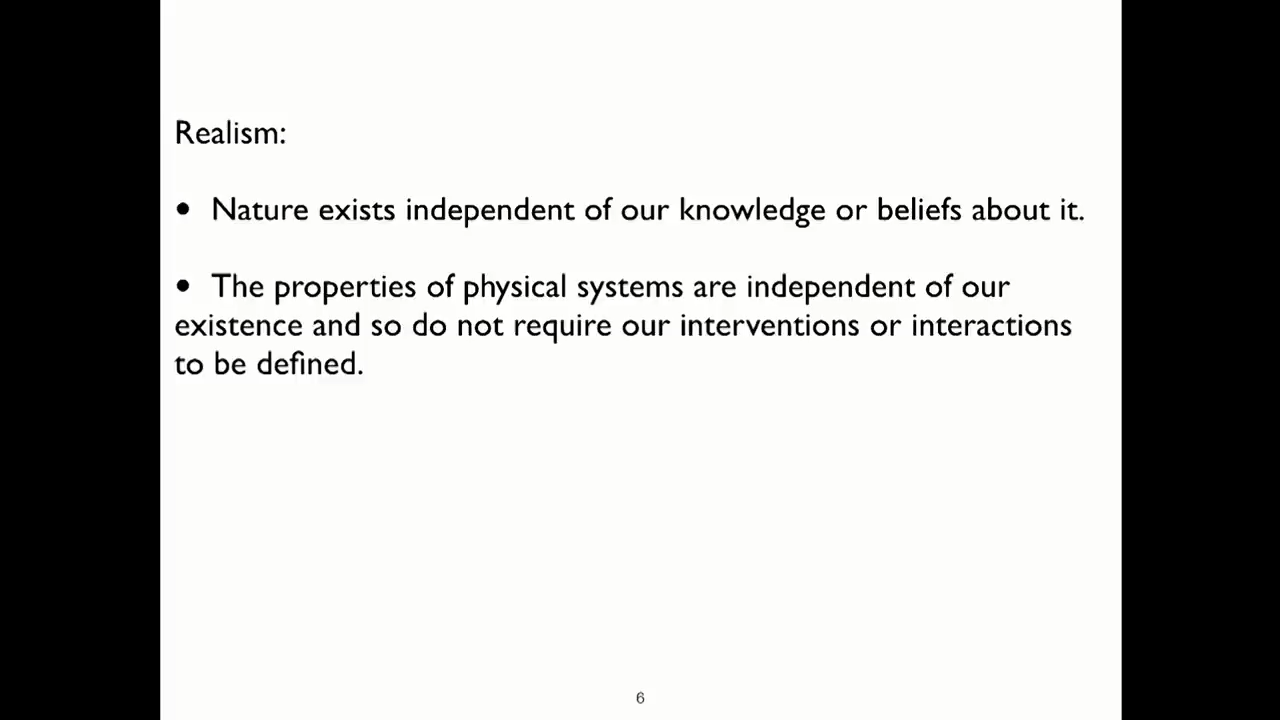 Realism:
• Nature exists independent of our knowledge or beliefs about it.
• The properties of physical systems are independent of our
existence and so do not require our interventions or interactions
to be defined.
6